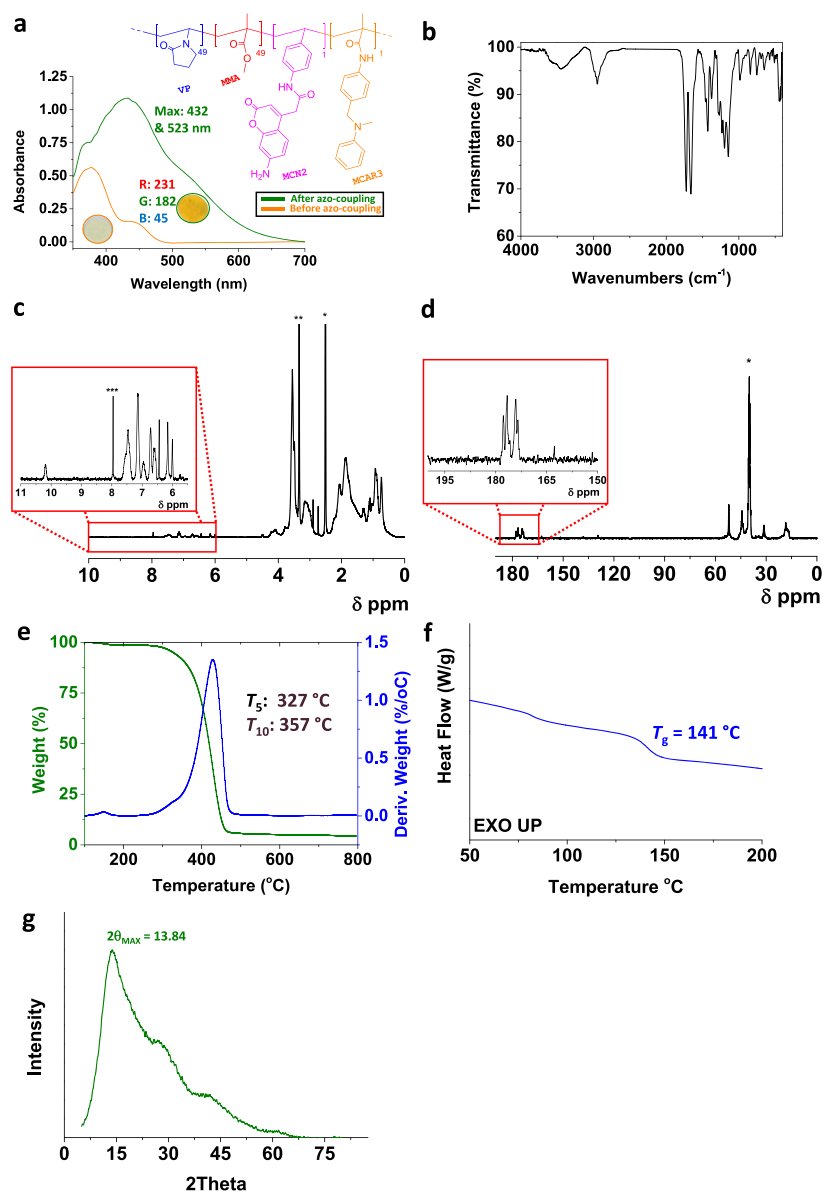 a
49
49
1
1
N
O
O
O
NH
O
O
O
H₂N
O
NH
N
VP
MMA
MCN2
MCAR3
Max: 432
& 523 nm
R: 231
G: 182
B: 45
After azo-coupling
Before azo-coupling
1.25
1.00
0.75
0.50
0.25
0.00
Absorbance
400
500
600
700
Wavelength (nm)
b
100
90
80
70
60
Transmittance (%)
4000
3000
2000
1000
Wavenumbers (cm⁻¹)
c
**
*
***
11
10
9
8
7
6
δ ppm
10
8
6
4
2
0
δ ppm
d
*
195
180
165
150
δ ppm
180
150
120
90
60
30
0
δ ppm
e
100
75
50
25
0
Weight (%)
1.5
1.0
0.5
0.0
Deriv. Weight (%/oC)
T₅: 327 °C
T₁₀: 357 °C
200
400
600
800
Temperature (°C)
f
Heat Flow (W/g)
Tg = 141 °C
EXO UP
50
100
150
200
Temperature °C
g
2θMAX = 13.84
Intensity
0
15
30
45
60
75
2Theta